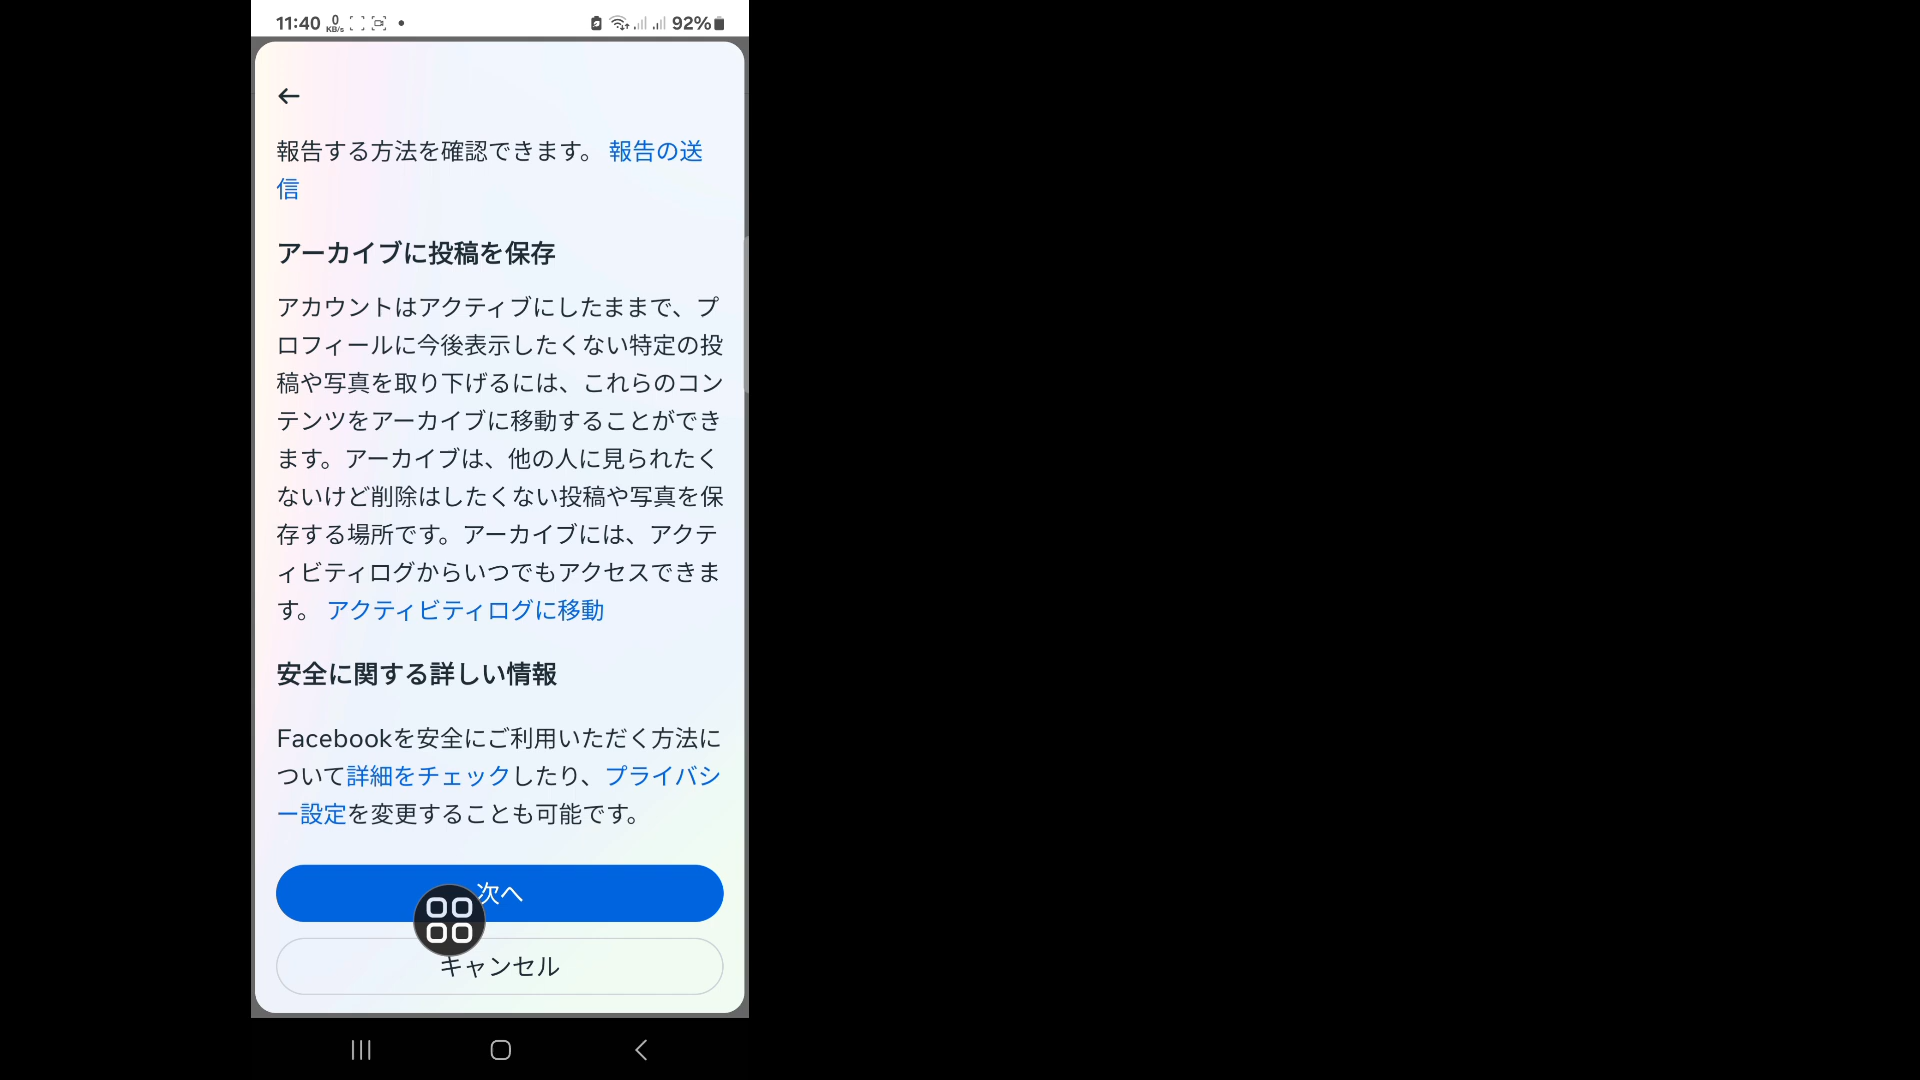 11:40 0 KB/s 92%
報告する方法を確認できます。 報告の送
信
アーカイブに投稿を保存
アカウントはアクティブにしたままで、プ
ロフィールに今後表示したくない特定の投
稿や写真を取り下げるには、これらのコン
テンツをアーカイブに移動することができ
ます。アーカイブは、他の人に見られたく
ないけど削除はしたくない投稿や写真を保
存する場所です。アーカイブには、アクテ
ィビティログからいつでもアクセスできま
す。 アクティビティログに移動
安全に関する詳しい情報
Facebookを安全にご利用いただく方法に
ついて詳細をチェックしたり、プライバシ
ー設定を変更することも可能です。
次へ
キャンセル